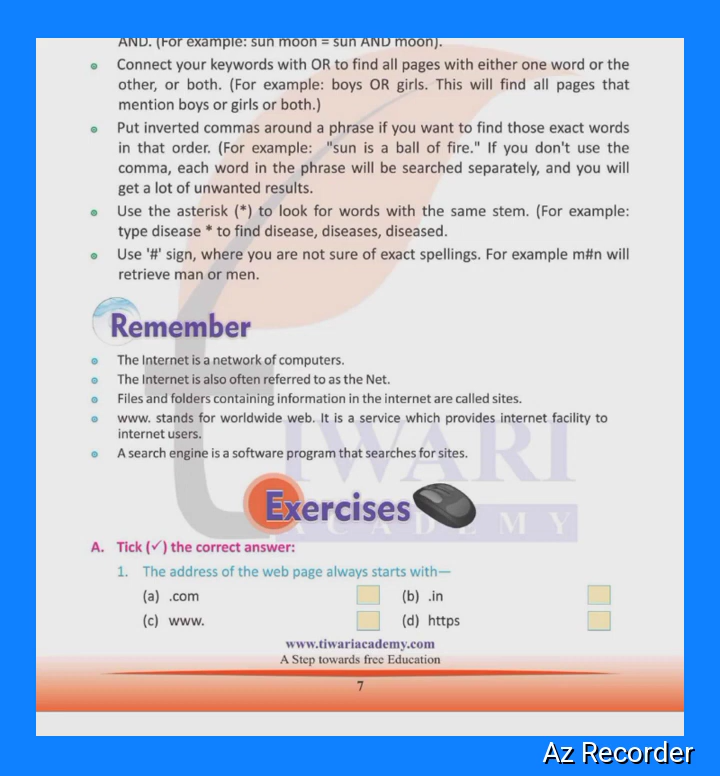 AND. (For example: sun moon = sun AND moon).
Connect your keywords with OR to find all pages with either one word or the
other, or both. (For example: boys OR girls. This will find all pages that
mention boys or girls or both.)
Put inverted commas around a phrase if you want to find those exact words
in that order. (For example: "sun is a ball of fire." If you don't use the
comma, each word in the phrase will be searched separately, and you will
get a lot of unwanted results.
Use the asterisk (*) to look for words with the same stem. (For example:
type disease * to find disease, diseases, diseased.
Use '#' sign, where you are not sure of exact spellings. For example m#n will
retrieve man or men.
Remember
The Internet is a network of computers.
The Internet is also often referred to as the Net.
Files and folders containing information in the internet are called sites.
www. stands for worldwide web. It is a service which provides internet facility to
internet users.
A search engine is a software program that searches for sites.
IWARI
Exercises
ACADEMY
A. Tick (✓) the correct answer:
1. The address of the web page always starts with—
(a) .com (b) .in
(c) www. (d) https
www.tiwariacademy.com
A Step towards free Education
7
Az Recorder